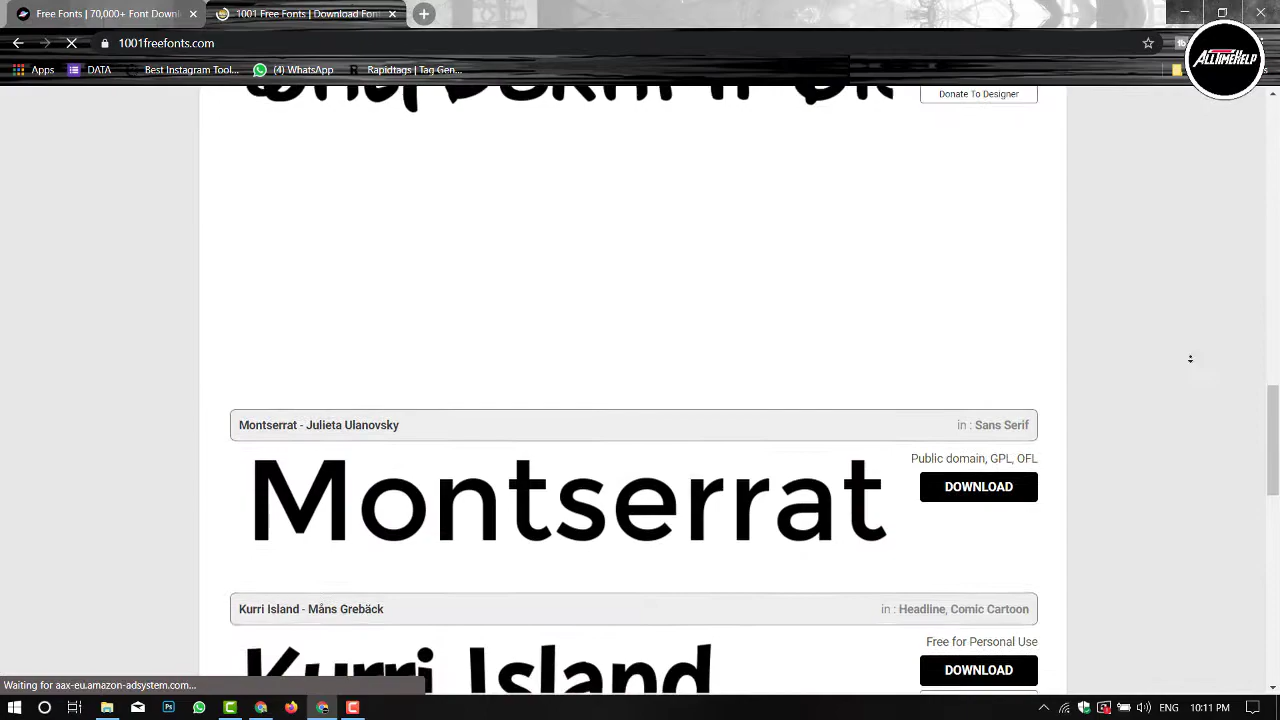 Free Fonts | 70,000+ Font Downl
1001 Free Fonts | Download Fon
1001freefonts.com
ALLTIMEHELP
Apps
DATA
Best Instagram Tool...
(4) WhatsApp
Rapidtags | Tag Gen...
Donate To Designer
Montserrat - Julieta Ulanovsky
in : Sans Serif
Public domain, GPL, OFL
Montserrat
DOWNLOAD
Kurri Island - Måns Grebäck
in : Headline, Comic Cartoon
Free for Personal Use
Kurri Island
DOWNLOAD
Waiting for aax-eu.amazon-adsystem.com...
10:11 PM